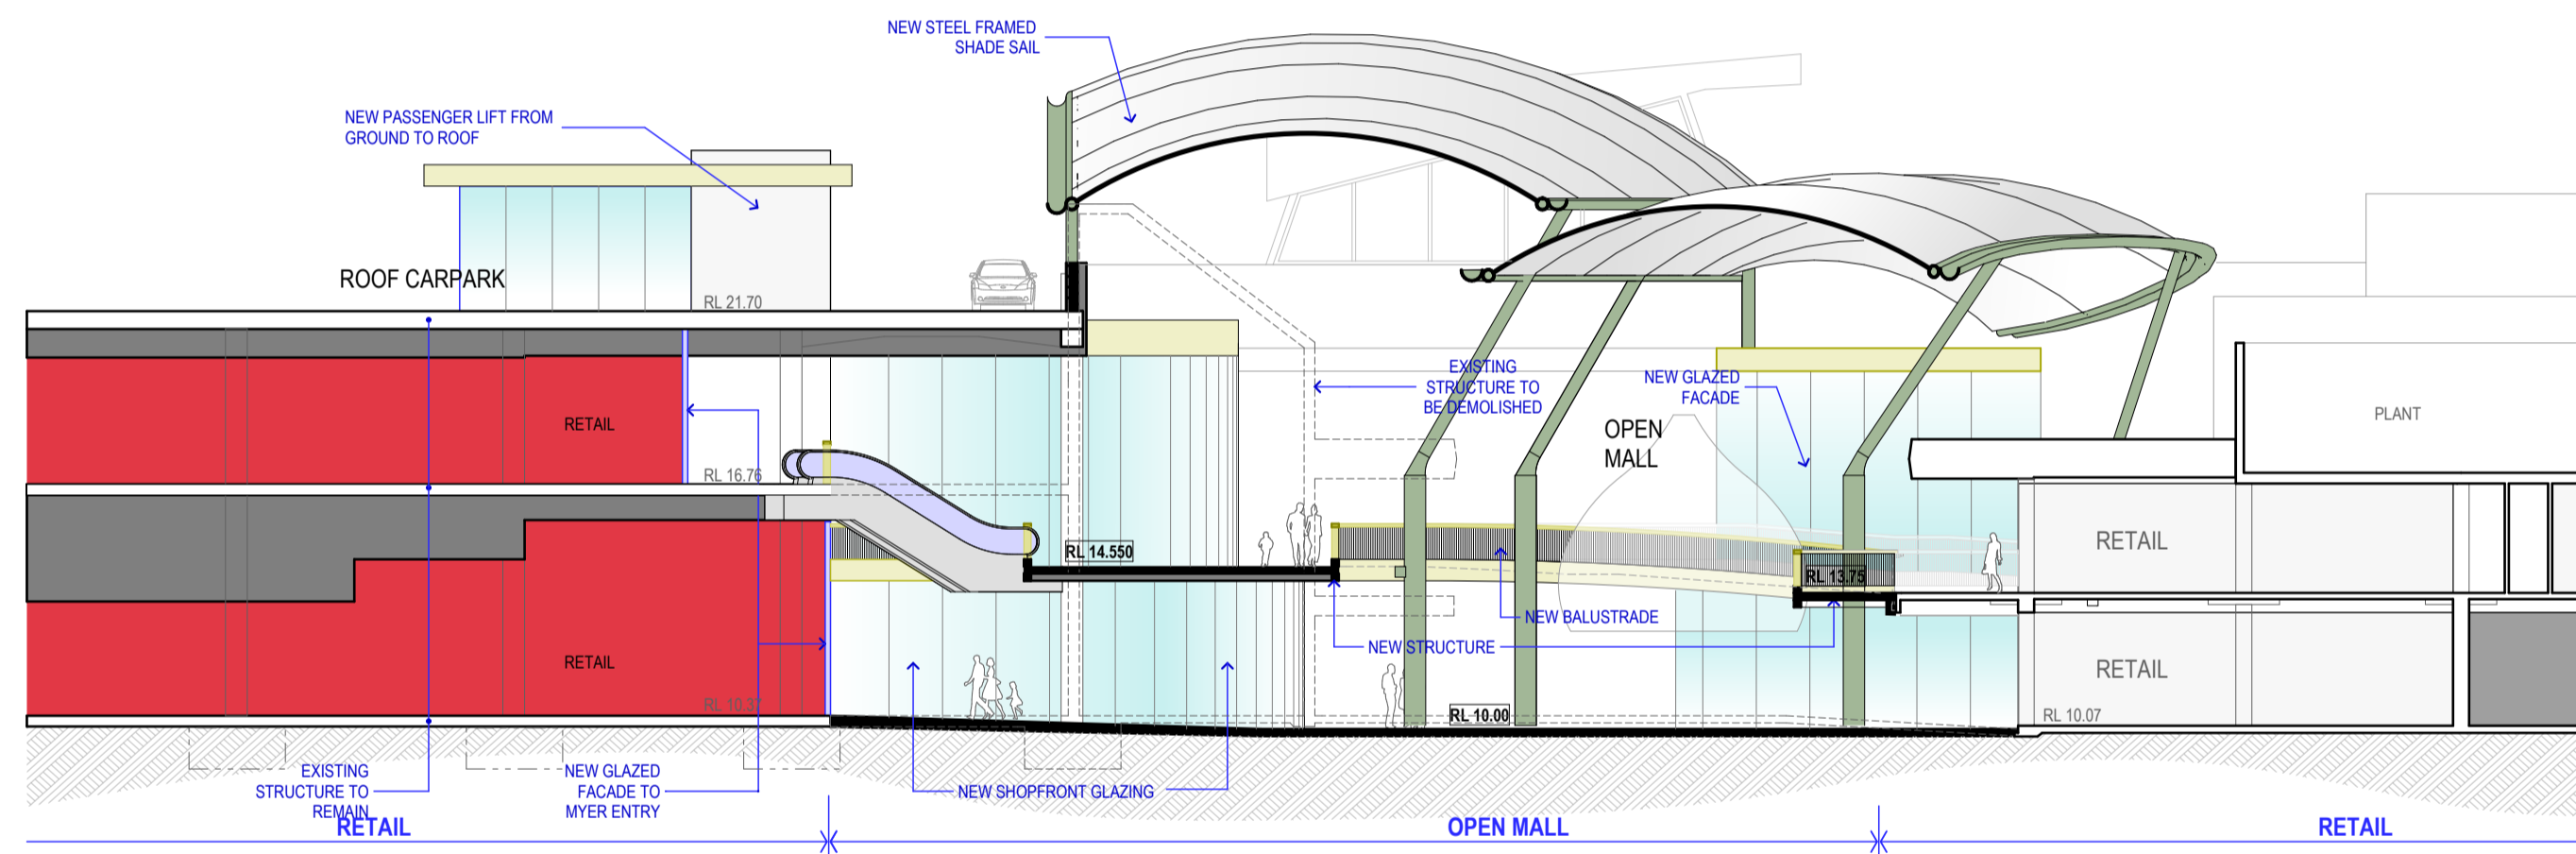 NEW STEEL FRAMED
SHADE SAIL
NEW PASSENGER LIFT FROM
GROUND TO ROOF
ROOF CARPARK
RL 21.70
EXISTING
STRUCTURE TO
BE DEMOLISHED
NEW GLAZED
FACADE
OPEN
MALL
PLANT
RETAIL
RL 16.76
RL 14.550
RL 13.75
RETAIL
NEW BALUSTRADE
NEW STRUCTURE
RETAIL
RETAIL
RL 10.37
RL 10.00
RL 10.07
EXISTING
STRUCTURE TO
REMAIN
NEW GLAZED
FACADE TO
MYER ENTRY
NEW SHOPFRONT GLAZING
RETAIL
OPEN MALL
RETAIL